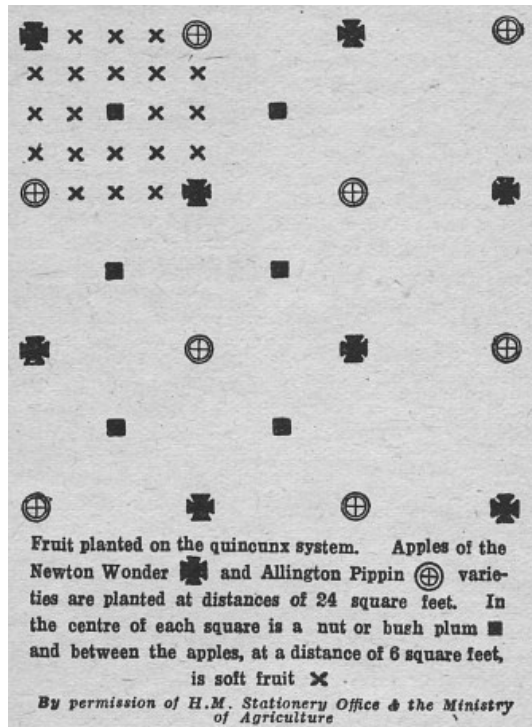 Fruit planted on the quincunx system. Apples of the
Newton Wonder and Allington Pippin varie-
ties are planted at distances of 24 square feet. In
the centre of each square is a nut or bush plum
and between the apples, at a distance of 6 square feet,
is soft fruit
By permission of H.M. Stationery Office & the Ministry
of Agriculture